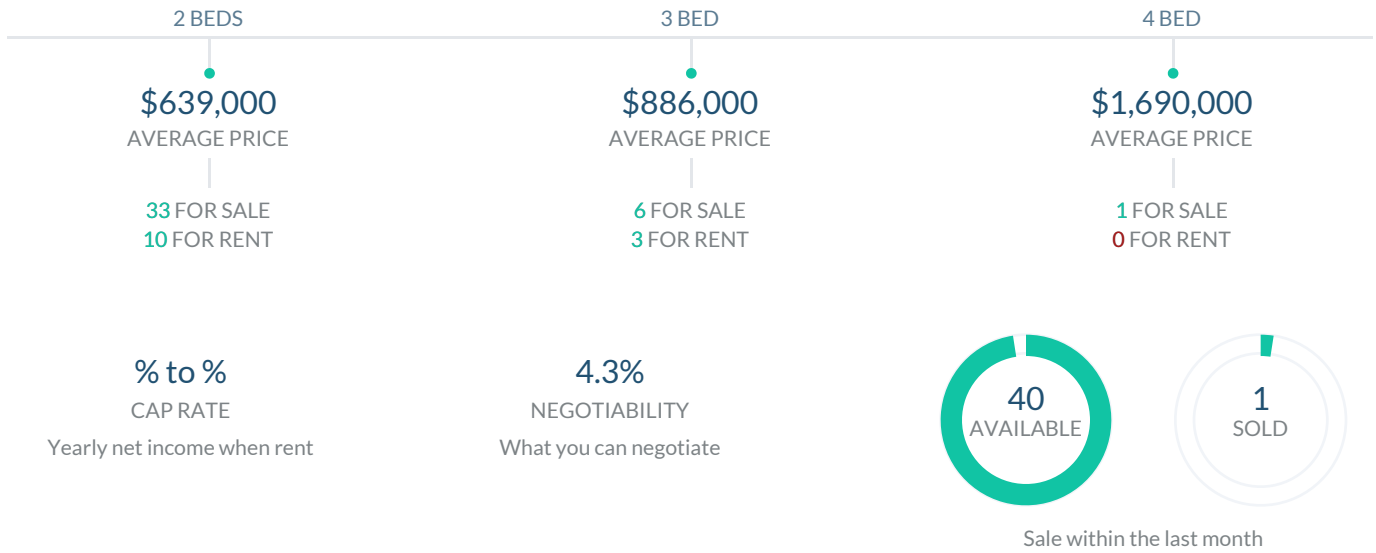 2 BEDS
$639,000
AVERAGE PRICE
33 FOR SALE
10 FOR RENT
3 BED
$886,000
AVERAGE PRICE
6 FOR SALE
3 FOR RENT
4 BED
$1,690,000
AVERAGE PRICE
1 FOR SALE
0 FOR RENT
% to %
CAP RATE
Yearly net income when rent
4.3%
NEGOTIABILITY
What you can negotiate
40
AVAILABLE
1
SOLD
Sale within the last month